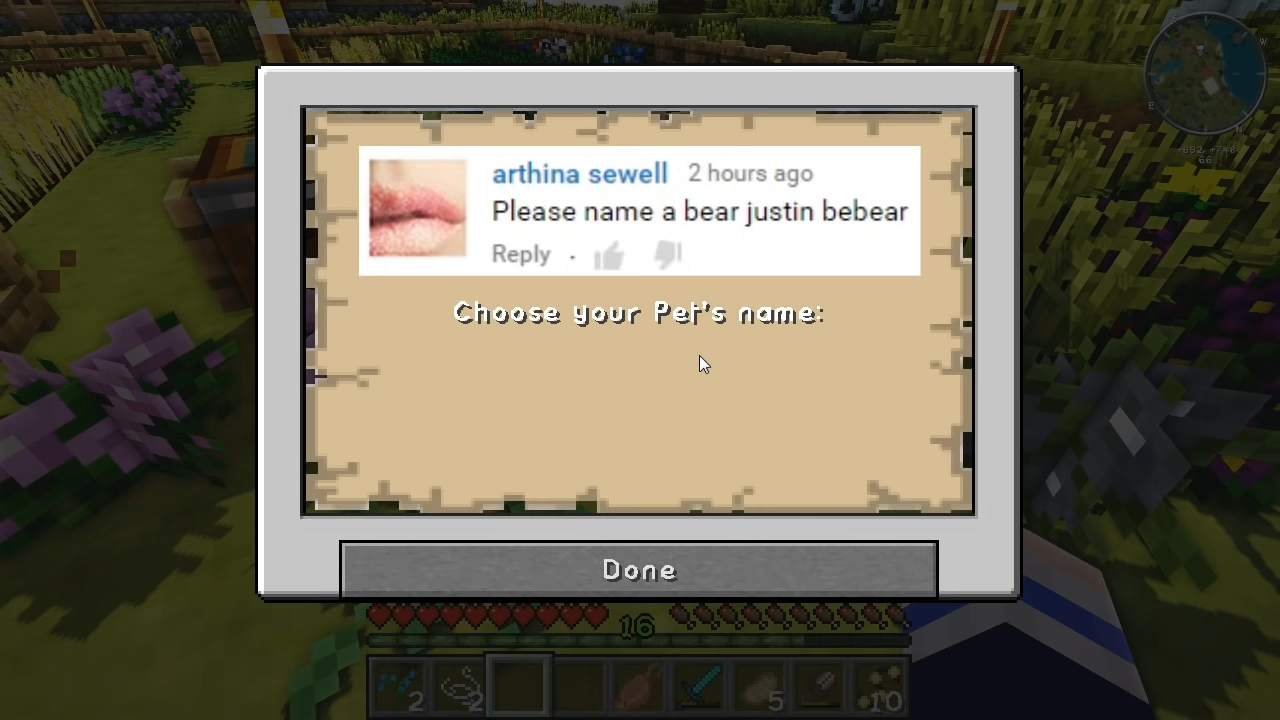 arthina sewell 2 hours ago
Please name a bear justin bebear
Reply ·
Choose your Pet's name:
Done
16
2 2 5 10